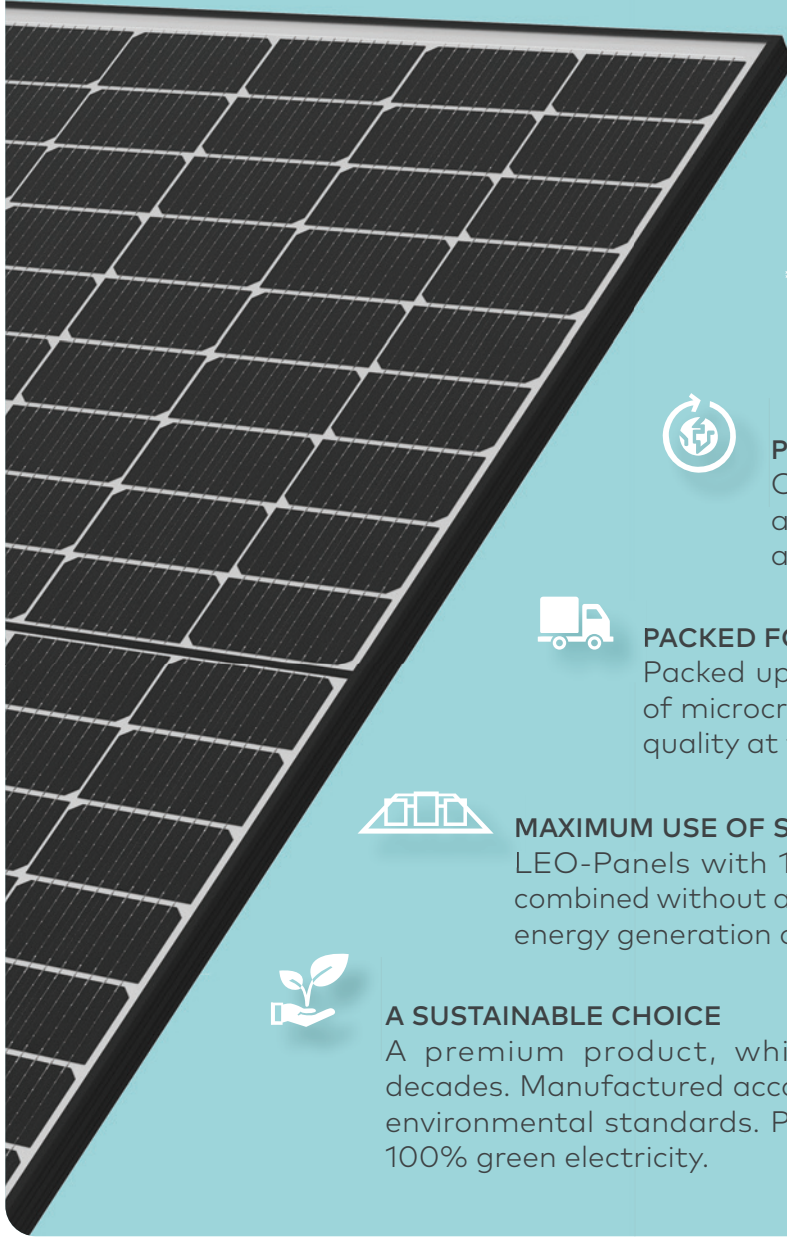 P
C
a
a
PACKED FO
Packed up
of microcr
quality at
MAXIMUM USE OF S
LEO-Panels with 1
combined without a
energy generation a
A SUSTAINABLE CHOICE
A premium product, whi
decades. Manufactured acco
environmental standards. P
100% green electricity.